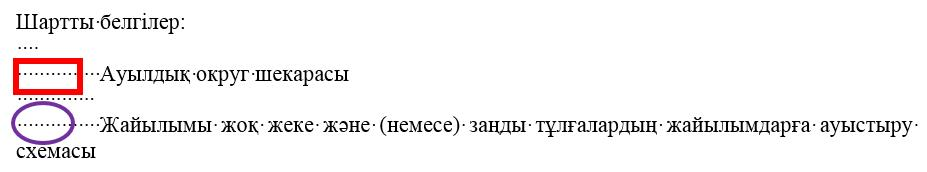 Шартты белгілер:
Ауылдық округ шекарасы
Жайылымы жоқ жеке және (немесе) заңды тұлғалардың жайылымдарға ауыстыру
схемасы